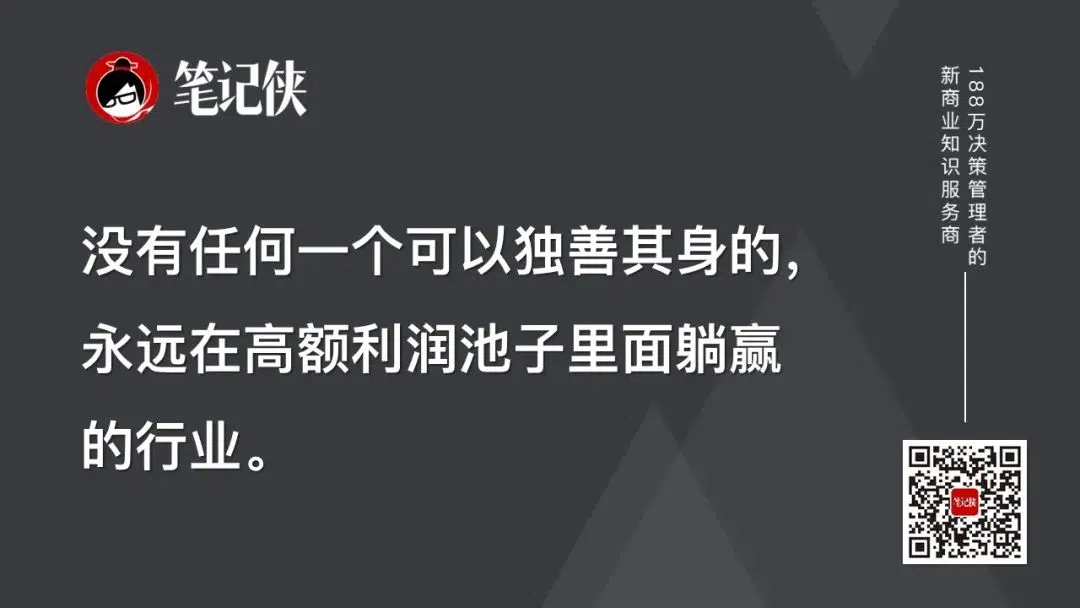 笔记侠
188万决策管理者的
新商业知识服务商
没有任何一个可以独善其身的，
永远在高额利润池子里面躺赢
的行业。
笔记侠